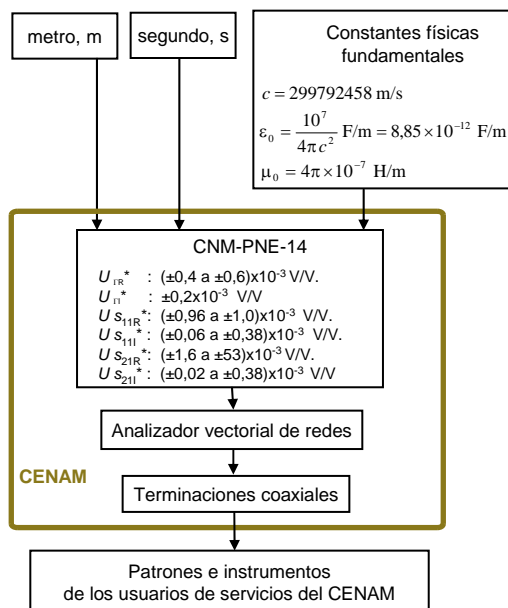 metro, m
segundo, s
Constantes físicas
fundamentales
c = 299792458 m/s
ε₀ = 10⁷ / 4πc² F/m = 8,85×10⁻¹² F/m
μ₀ = 4π×10⁻⁷ H/m
CNM-PNE-14
U ΓR* : (±0,4 a ±0,6)x10⁻³ V/V.
U ΓI* : ±0,2x10⁻³ V/V
U s11R*: (±0,96 a ±1,0)x10⁻³ V/V.
U s11I* : (±0,06 a ±0,38)x10⁻³ V/V.
U s21R*: (±1,6 a ±53)x10⁻³ V/V.
U s21I* : (±0,02 a ±0,38)x10⁻³ V/V
Analizador vectorial de redes
CENAM
Terminaciones coaxiales
Patrones e instrumentos
de los usuarios de servicios del CENAM